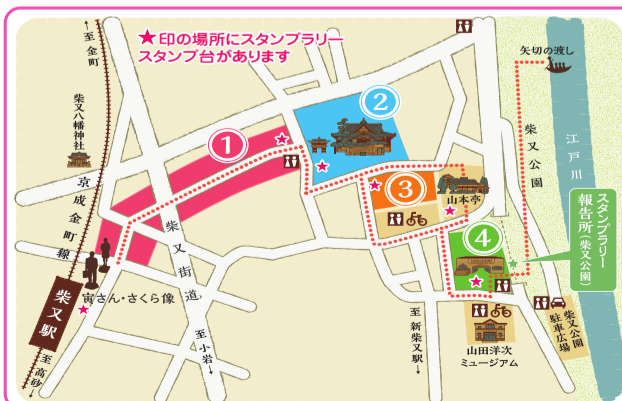 ★印の場所にスタンプラリー
スタンプ台があります
←至金町
柴又八幡神社
京成金町線
柴又駅
至高砂→
寅さん・さくら像
柴又街道
至小岩→
1
2
3
山本亭
4
至新柴又駅→
山田洋次
ミュージアム
矢切の渡し
柴又公園
江戸川
スタンプラリー
報告所(柴又公園)
柴又公園
駐車広場